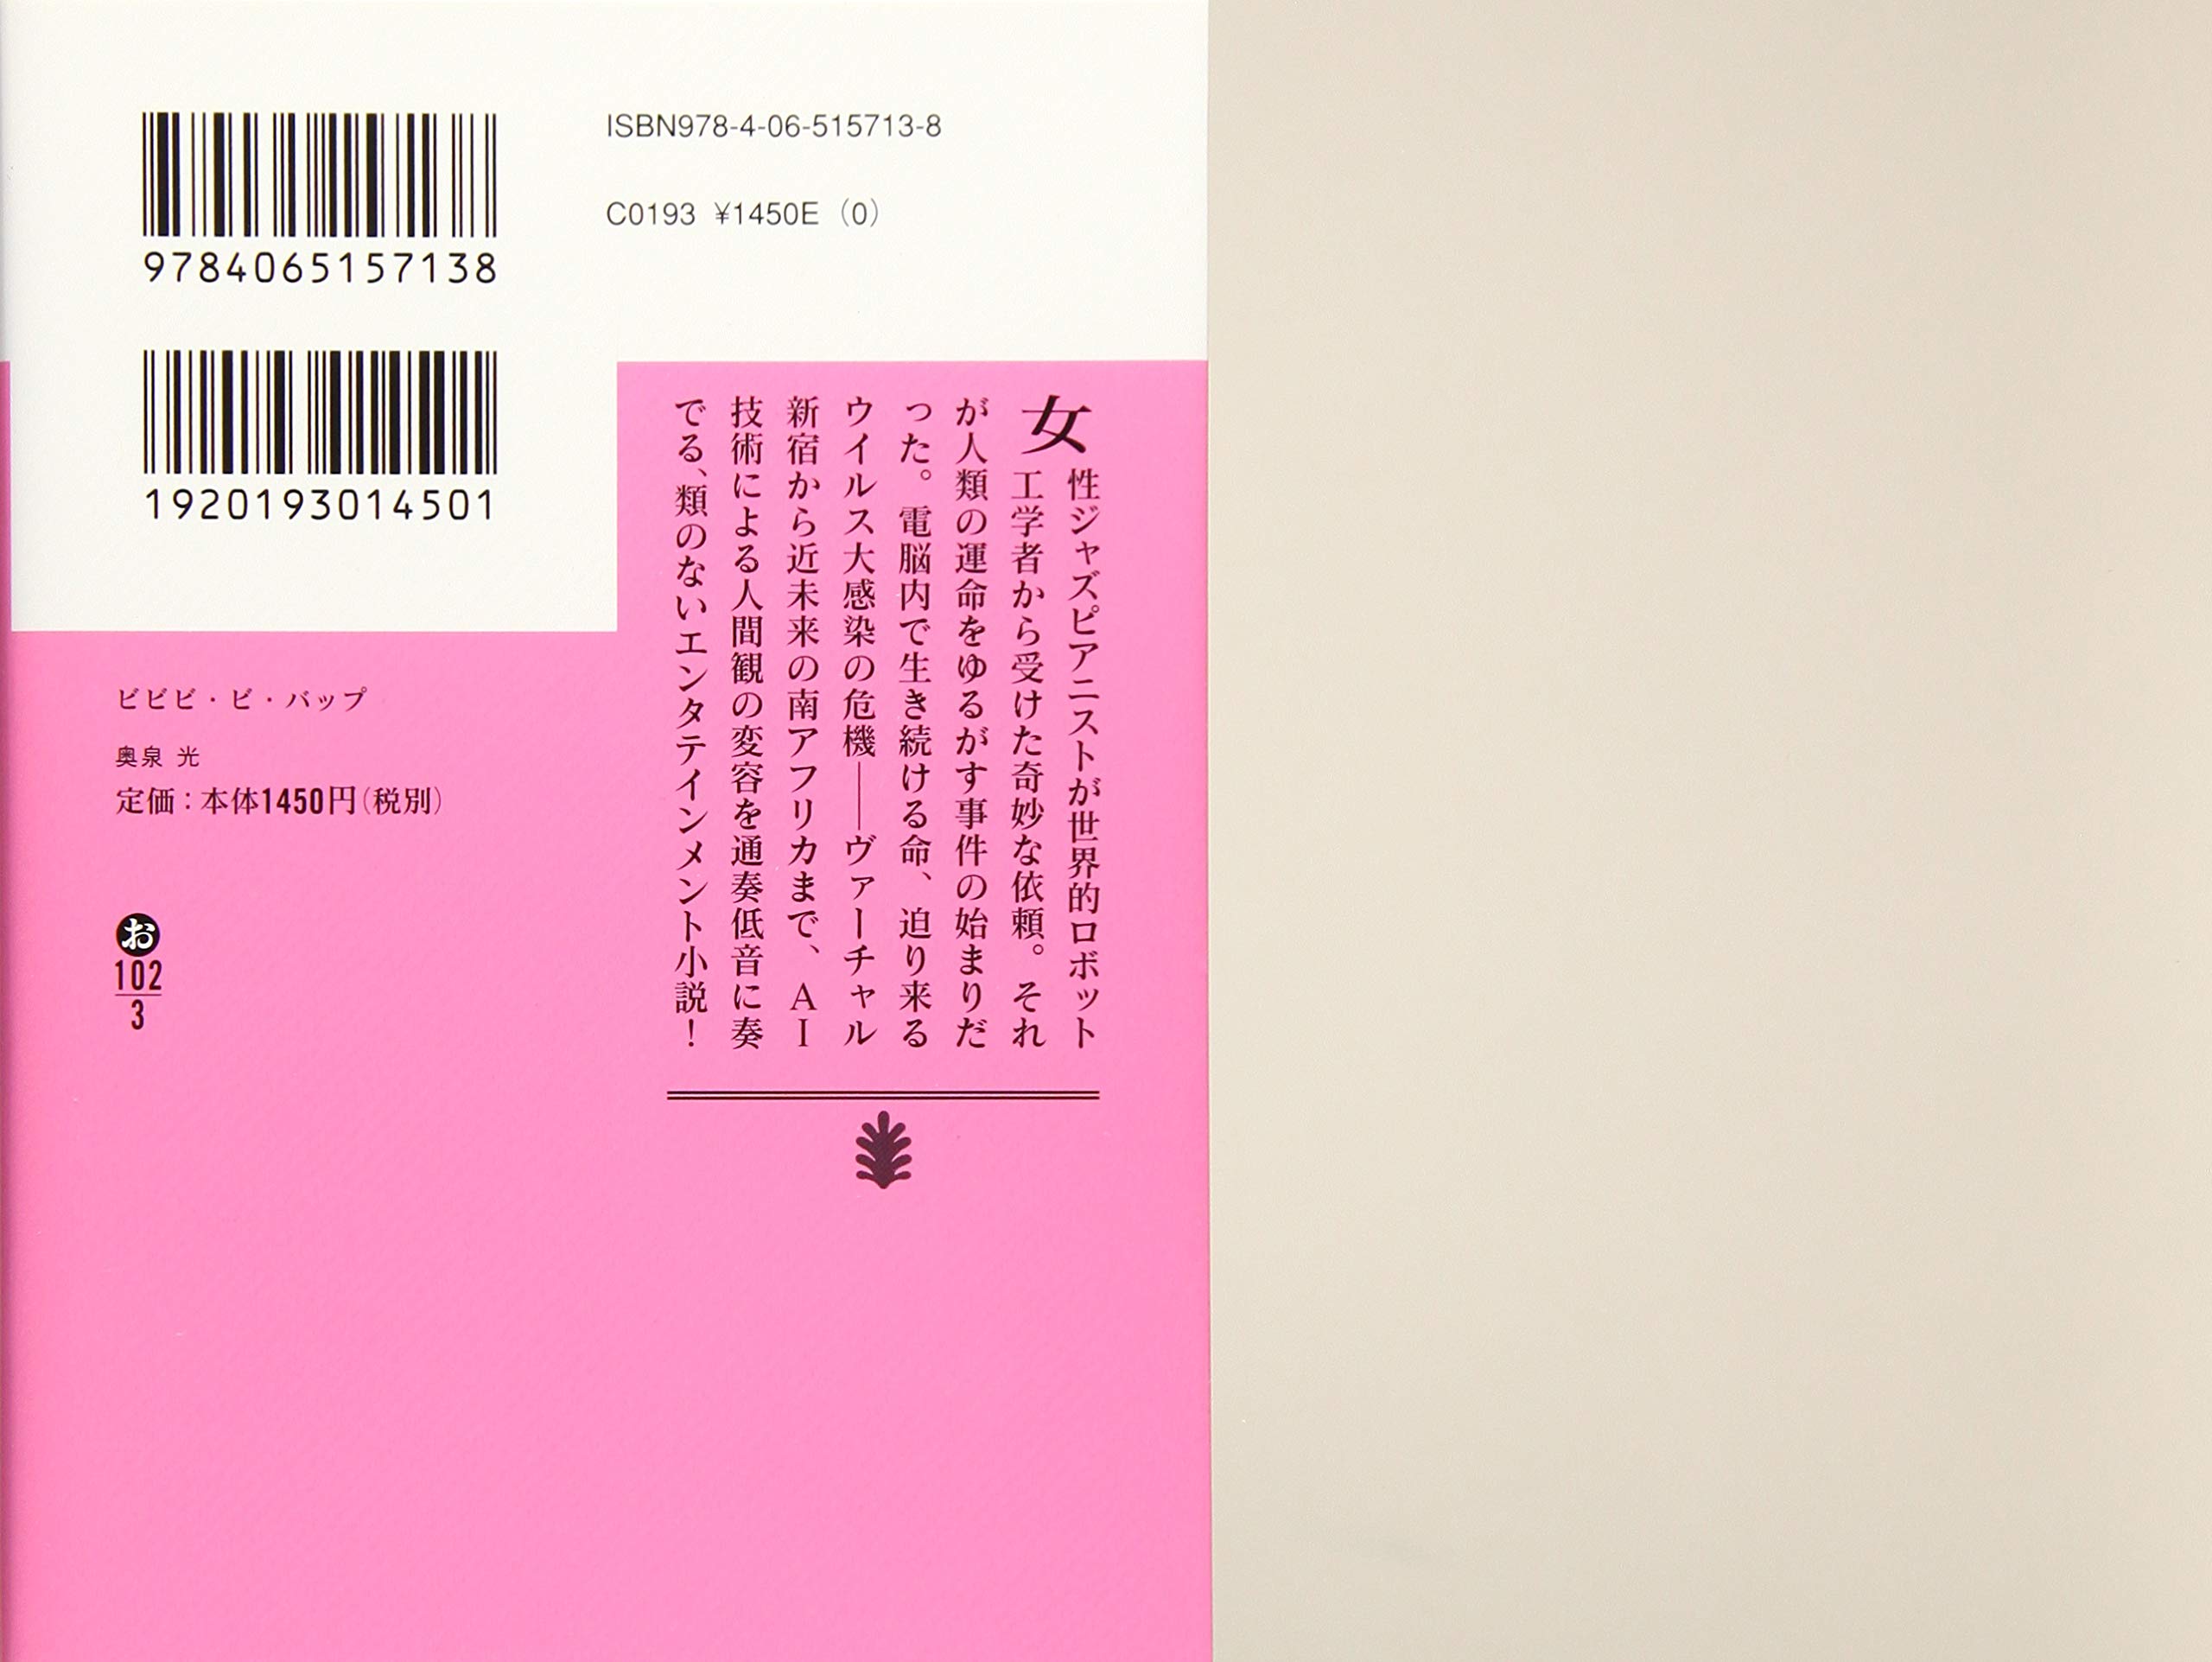 9784065157138
ISBN978-4-06-515713-8
C0193 ¥1450E (0)
1920193014501
女性ジャズピアニストが世界的ロボット
工学者から受けた奇妙な依頼。それ
が人類の運命をゆるがす事件の始まりだ
った。電脳内で生き続ける命、迫り来る
ウイルス大感染の危機――ヴァーチャル
新宿から近未来の南アフリカまで、AI
技術による人間観の変容を通奏低音に奏
でる、類のないエンタテインメント小説！
ビビビ・ビ・バップ
奥泉 光
定価：本体1450円（税別）
お
102
3